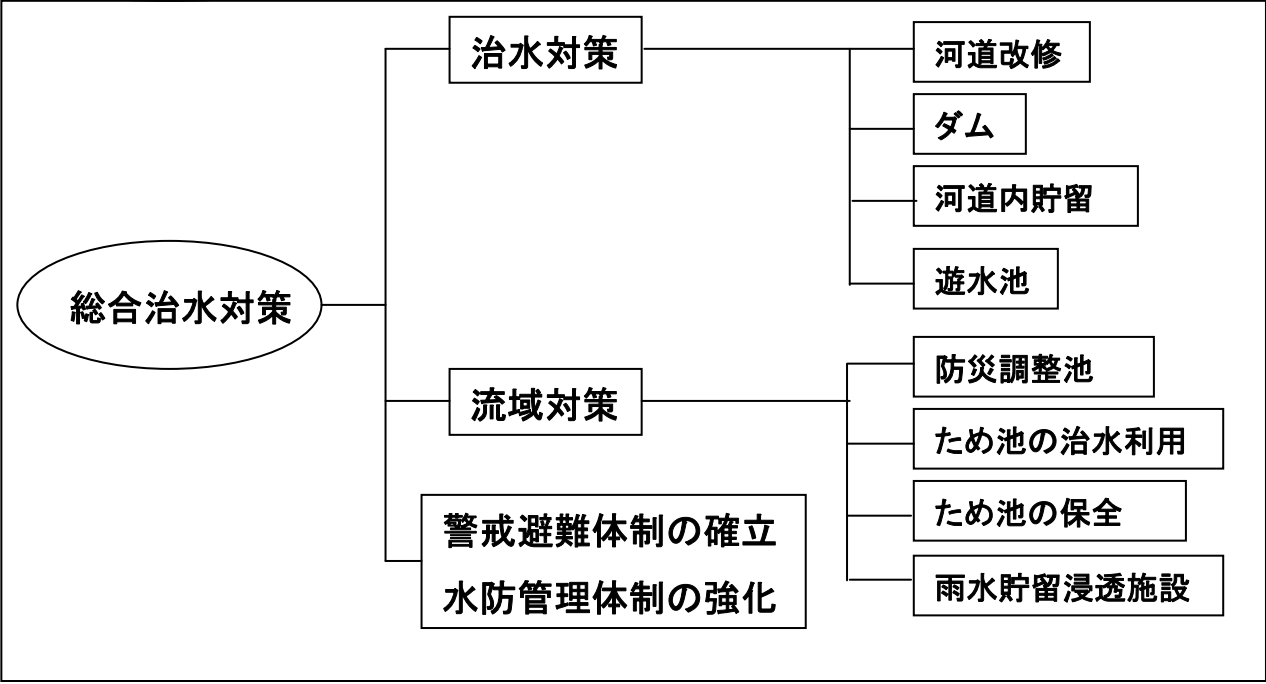 総合治水対策
治水対策
河道改修
ダム
河道内貯留
遊水池
流域対策
防災調整池
ため池の治水利用
ため池の保全
雨水貯留浸透施設
警戒避難体制の確立
水防管理体制の強化